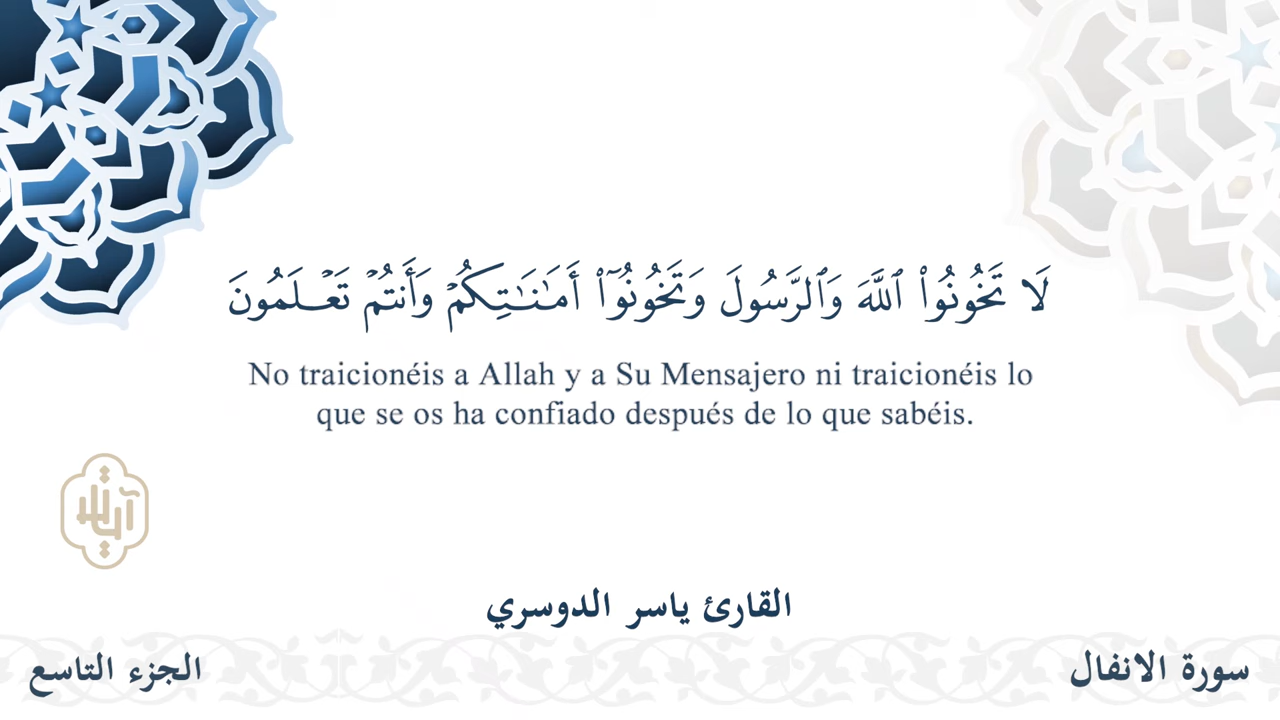 لَا تَخُونُوا۟ ٱللَّهَ وَٱلرَّسُولَ وَتَخُونُوٓا۟ أَمَـٰنَـٰتِكُمْ وَأَنتُمْ تَعْلَمُونَ
No traicionéis a Allah y a Su Mensajero ni traicionéis lo
que se os ha confiado después de lo que sabéis.
القارئ ياسر الدوسري
سورة الانفال
الجزء التاسع